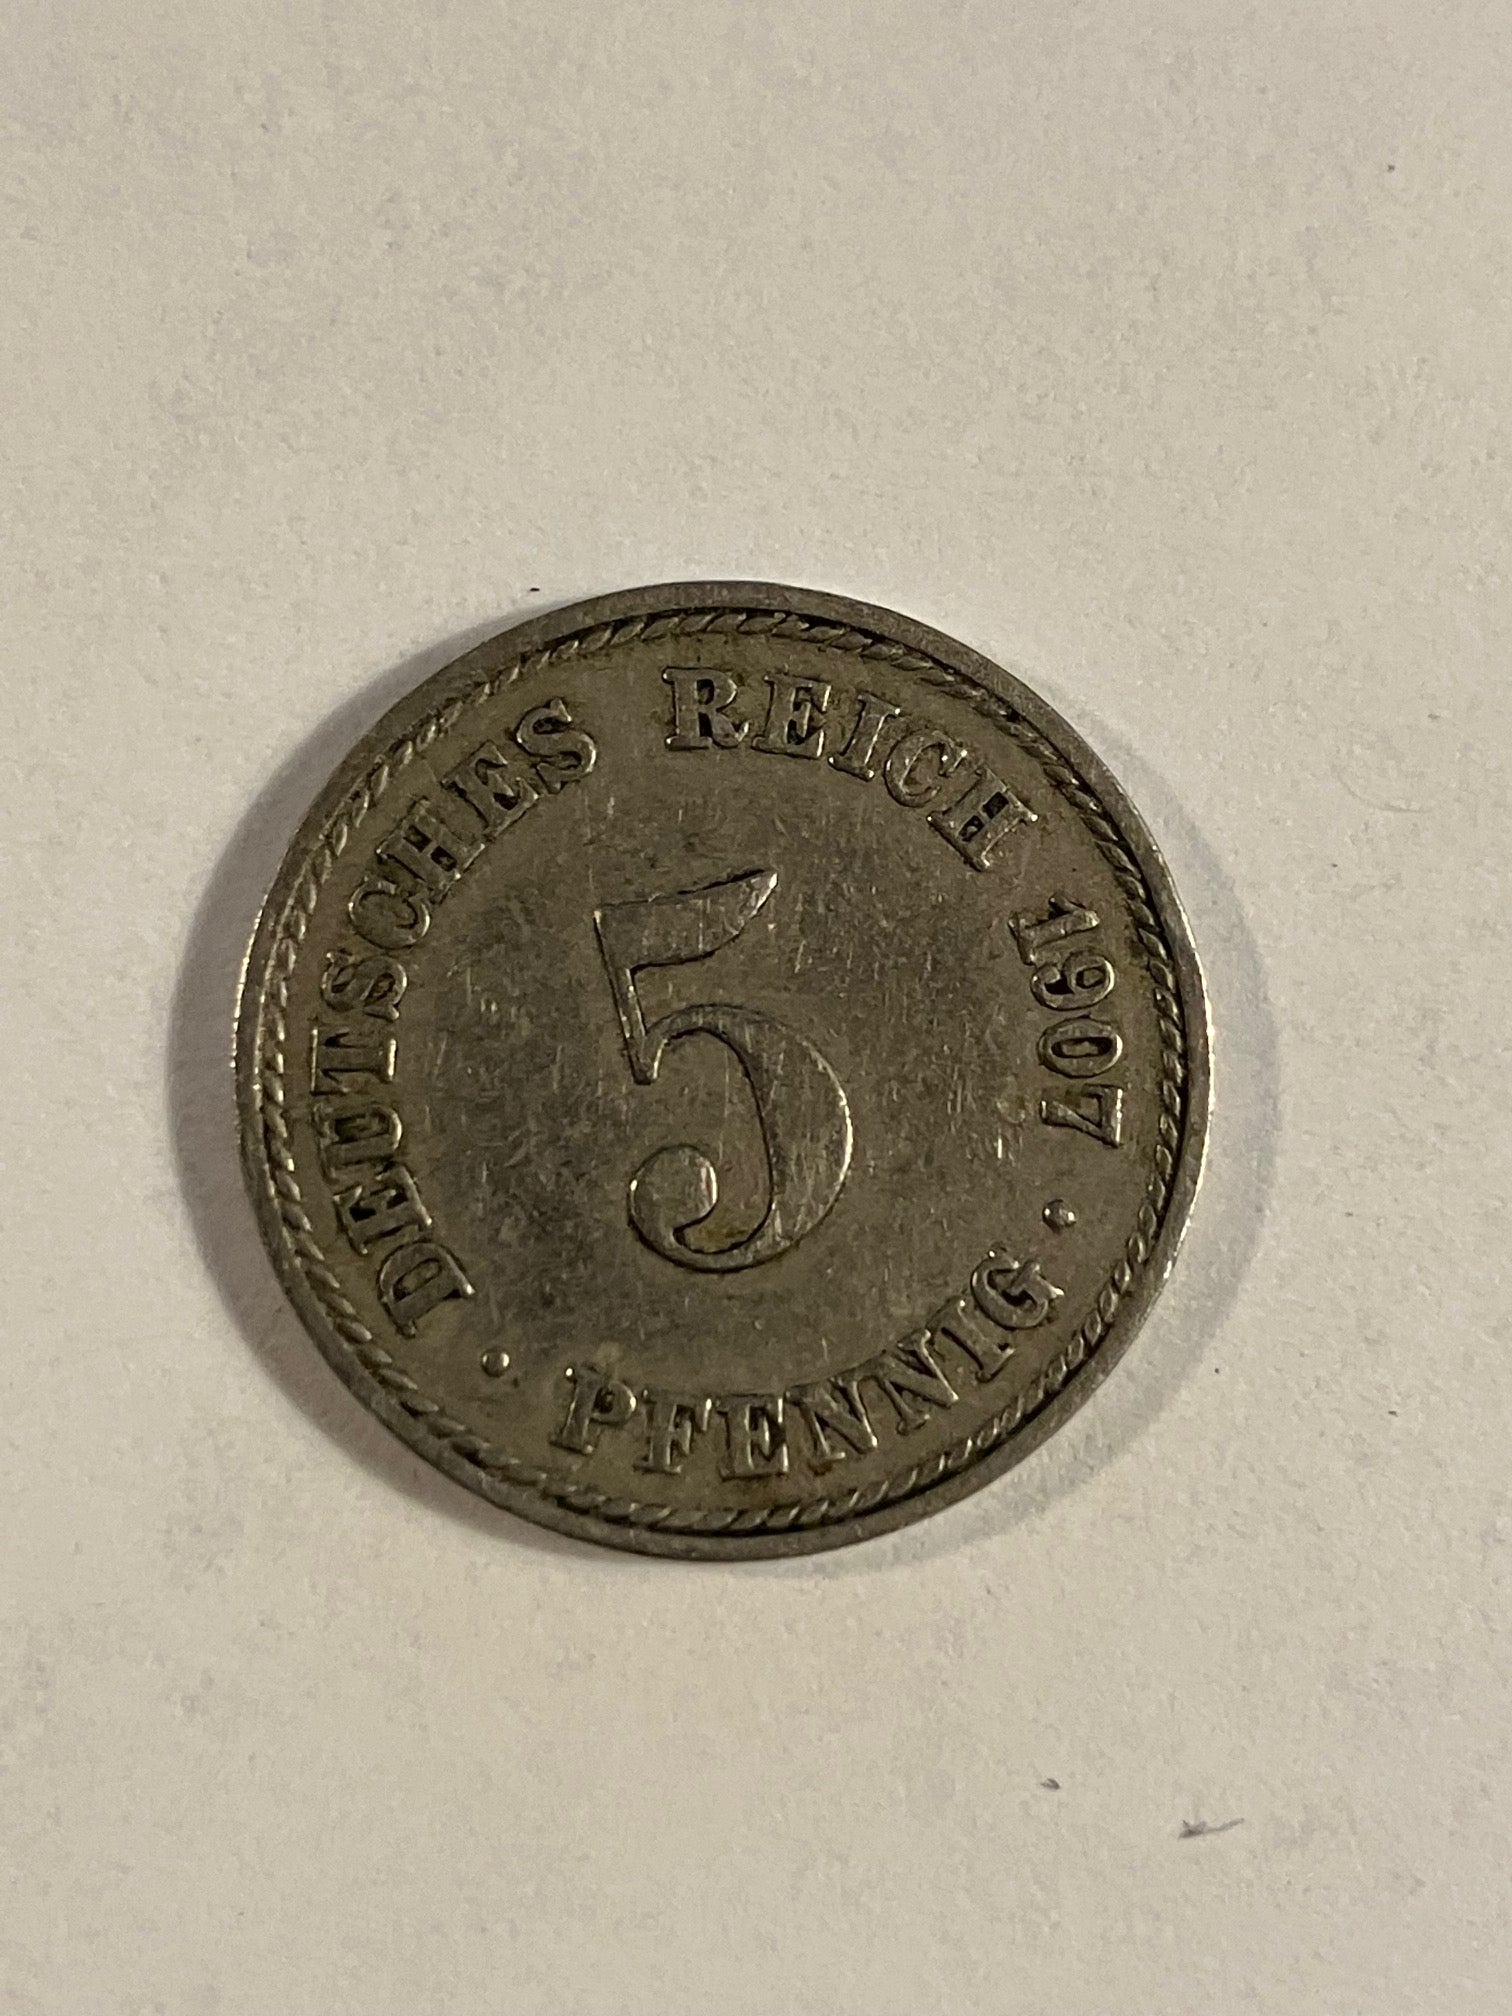 DEUTSCHES REICH 1907
5
· PFENNIG ·